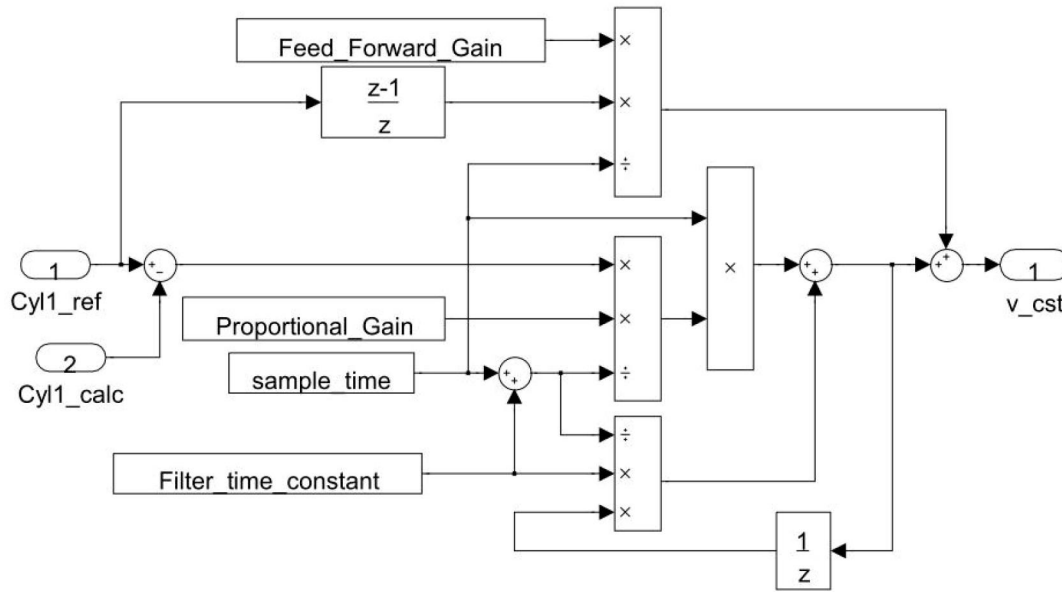 Feed_Forward_Gain
z-1
z
×
×
÷
1
Cyl1_ref
+
−
×
×
+
+
+
+
1
v_cst
Proportional_Gain
×
2
Cyl1_calc
sample_time
+
+
÷
÷
Filter_time_constant
×
×
1
z